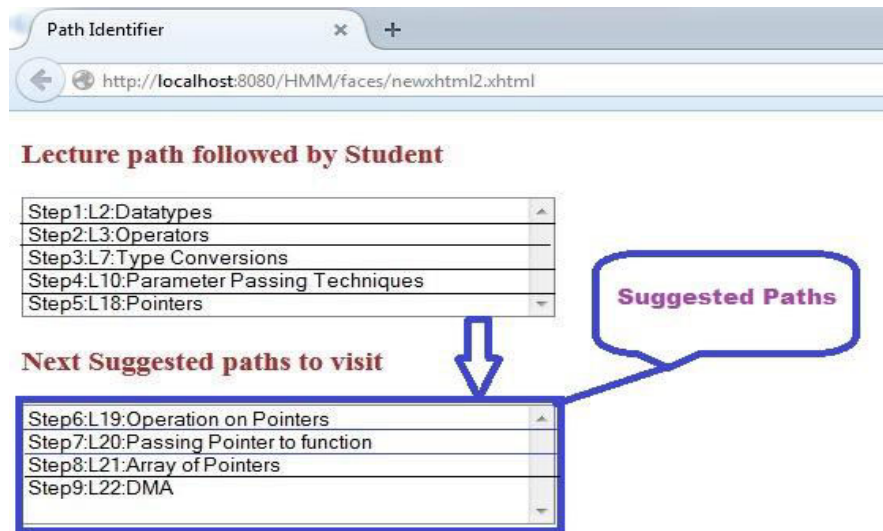 Path Identifier
http://localhost:8080/HMM/faces/newxhtml2.xhtml
Lecture path followed by Student
Step1:L2:Datatypes
Step2:L3:Operators
Step3:L7:Type Conversions
Step4:L10:Parameter Passing Techniques
Step5:L18:Pointers
Suggested Paths
Next Suggested paths to visit
Step6:L19:Operation on Pointers
Step7:L20:Passing Pointer to function
Step8:L21:Array of Pointers
Step9:L22:DMA